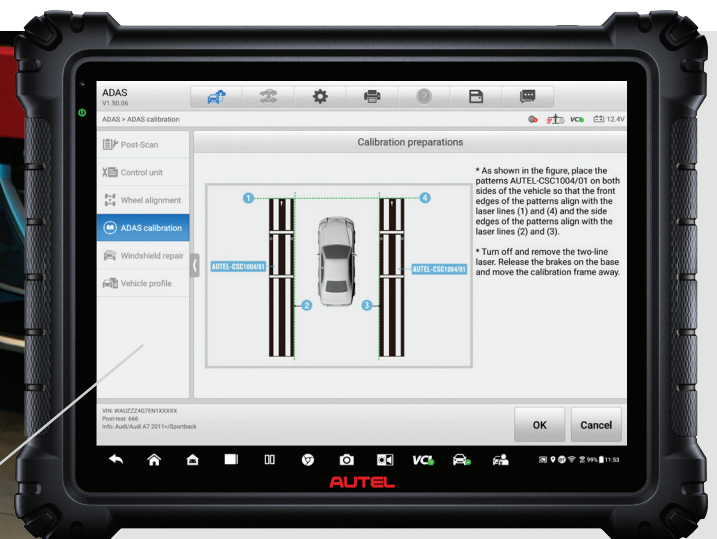 ADAS
V1.50.06
ADAS > ADAS calibration
VCb 12.4V
Post-Scan
Control unit
Wheel alignment
ADAS calibration
Windshield repair
Vehicle profile
Calibration preparations
1
4
AUTEL-CSC1004/01
AUTEL-CSC1004/01
2
3
* As shown in the figure, place the
patterns AUTEL-CSC1004/01 on both
sides of the vehicle so that the front
edges of the patterns align with the
laser lines (1) and (4) and the side
edges of the patterns align with the
laser lines (2) and (3).
* Turn off and remove the two-line
laser. Release the brakes on the base
and move the calibration frame away.
VIN: WAUZZZ4G7EN1XXXXX
Post-test: 666
Info: Audi/Audi A7 2011>/Sportback
OK
Cancel
VC
99% 11:53
AUTEL